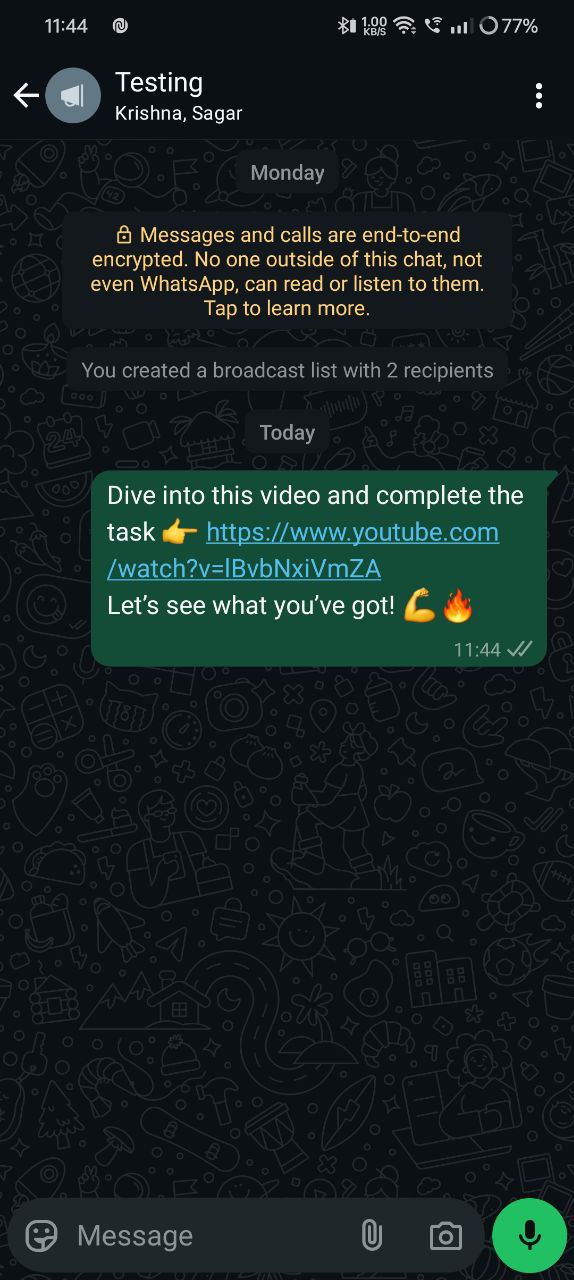 11:44
1.00
KB/S
77%
Testing
Krishna, Sagar
Monday
Messages and calls are end-to-end
encrypted. No one outside of this chat, not
even WhatsApp, can read or listen to them.
Tap to learn more.
You created a broadcast list with 2 recipients
Today
Dive into this video and complete the
task 👉 https://www.youtube.com
/watch?v=lBvbNxiVmZA
Let’s see what you’ve got! 💪🔥
11:44
Message